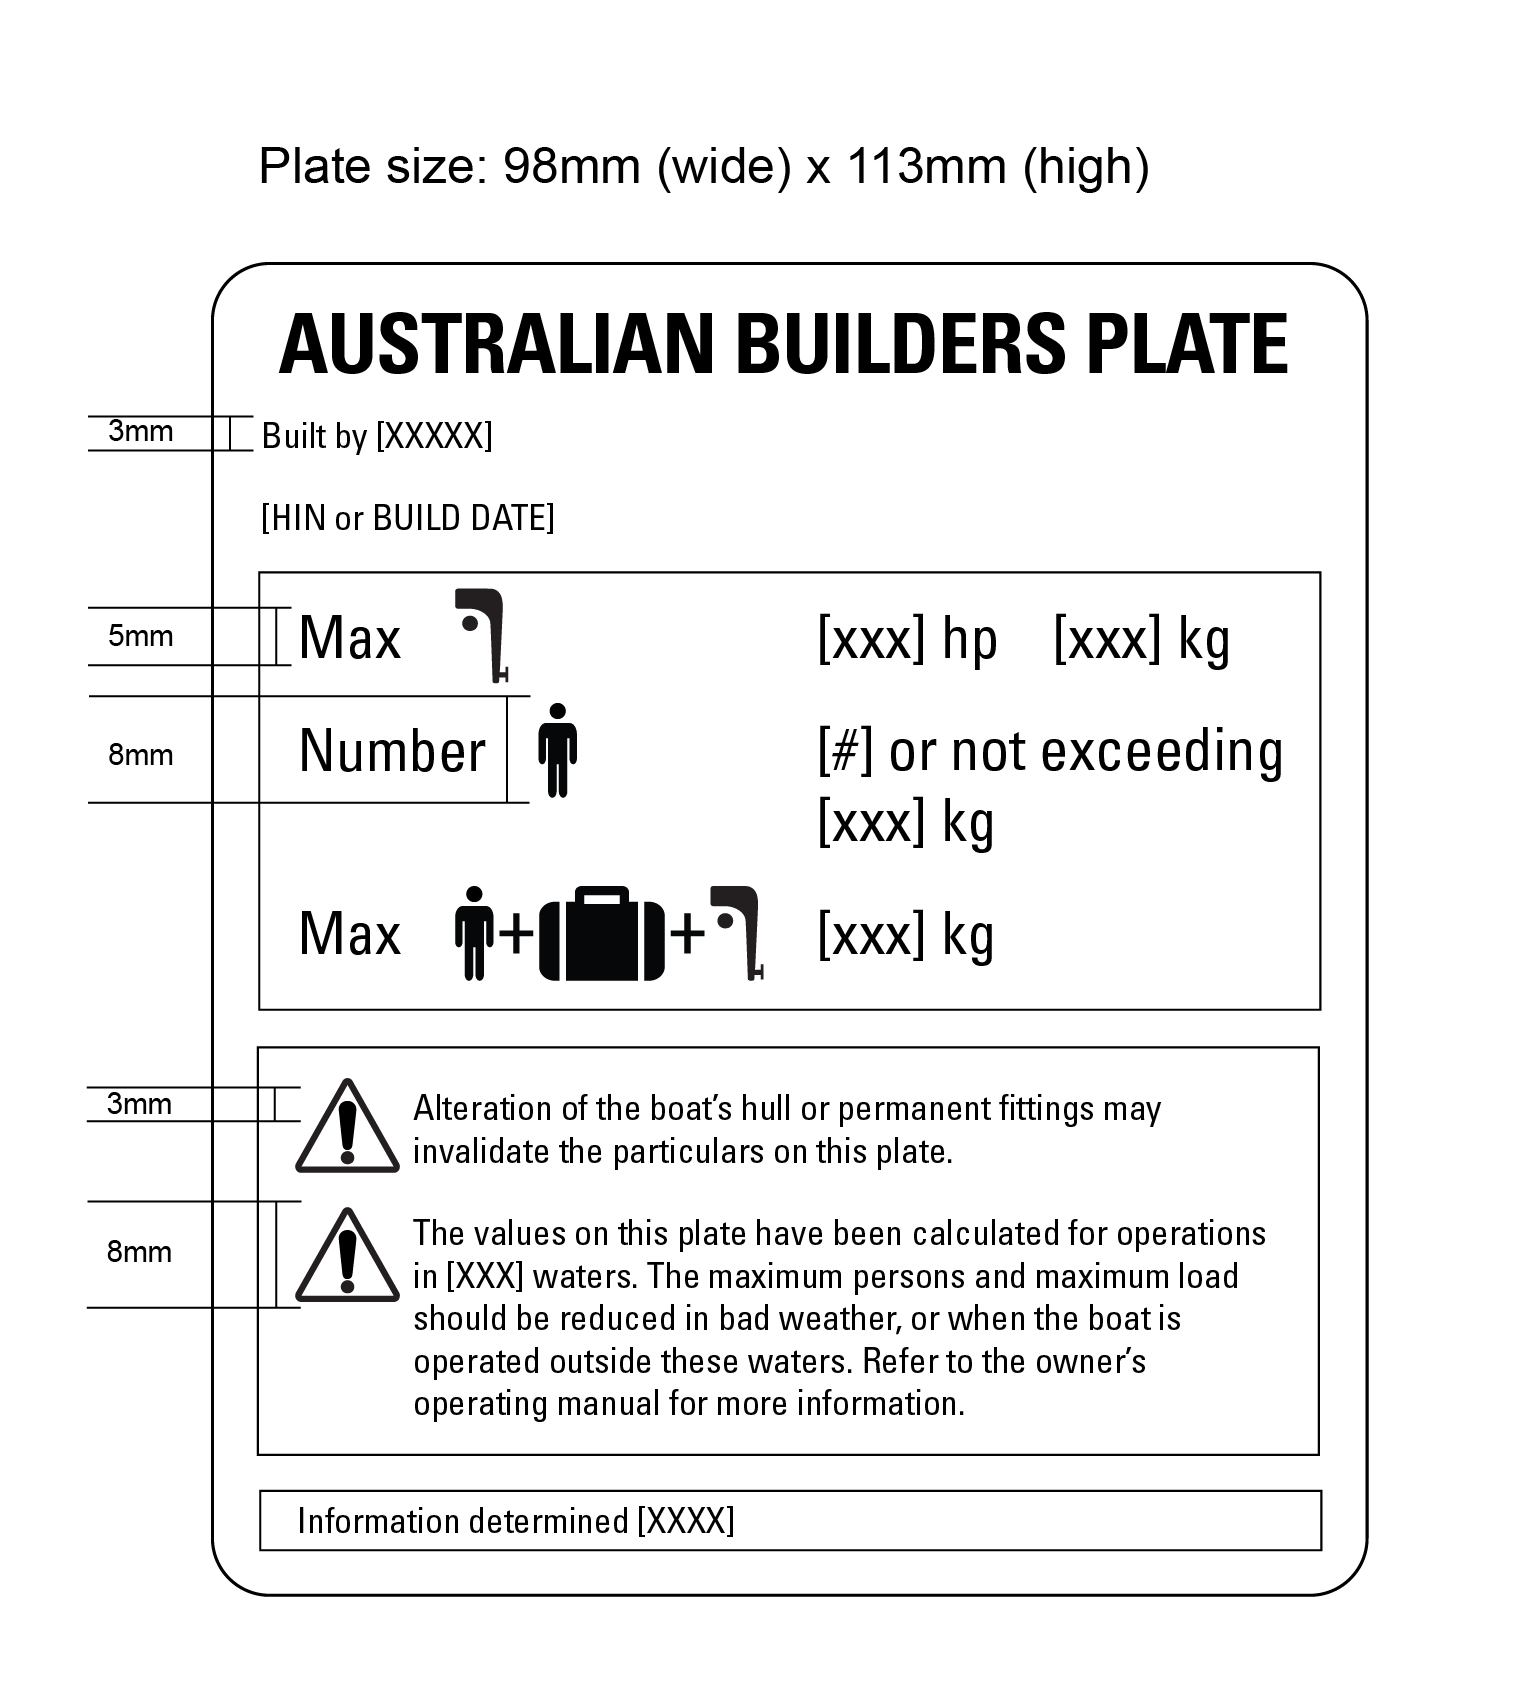 Plate size: 98mm (wide) x 113mm (high)
AUSTRALIAN BUILDERS PLATE
3mm
Built by [XXXXX]
[HIN or BUILD DATE]
5mm
Max [xxx] hp [xxx] kg
8mm
Number [#] or not exceeding
[xxx] kg
Max + + [xxx] kg
3mm
Alteration of the boat’s hull or permanent fittings may
invalidate the particulars on this plate.
8mm
The values on this plate have been calculated for operations
in [XXX] waters. The maximum persons and maximum load
should be reduced in bad weather, or when the boat is
operated outside these waters. Refer to the owner’s
operating manual for more information.
Information determined [XXXX]